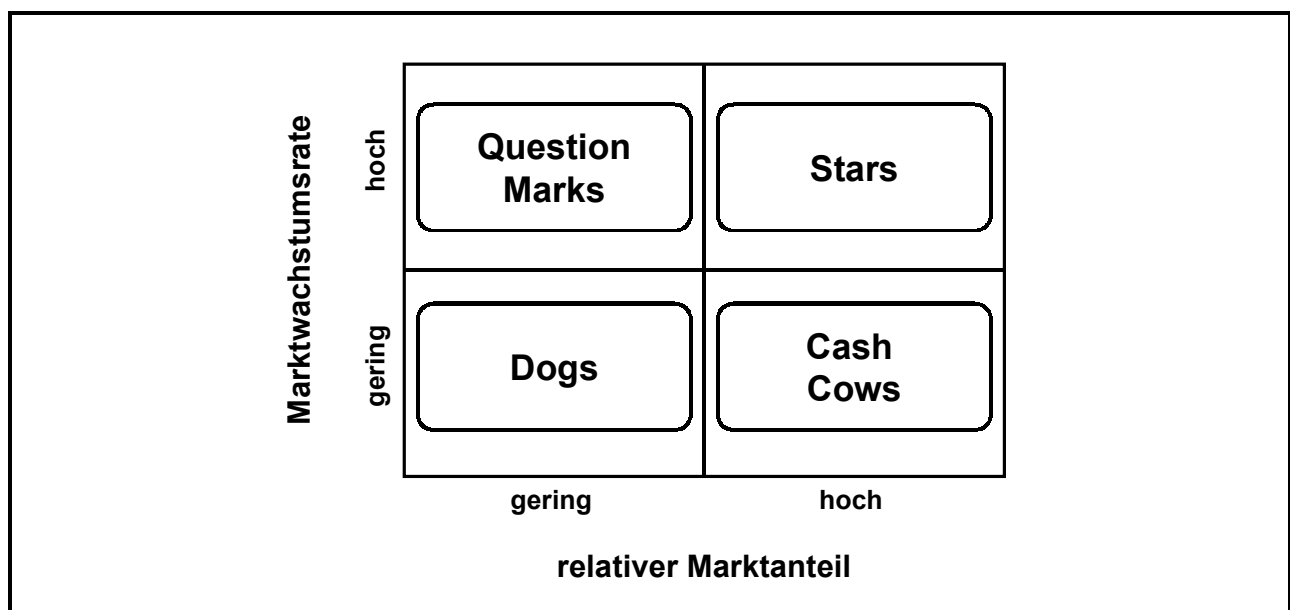 Marktwachstumsrate
hoch
Question
Marks
Stars
gering
Dogs
Cash
Cows
gering
hoch
relativer Marktanteil